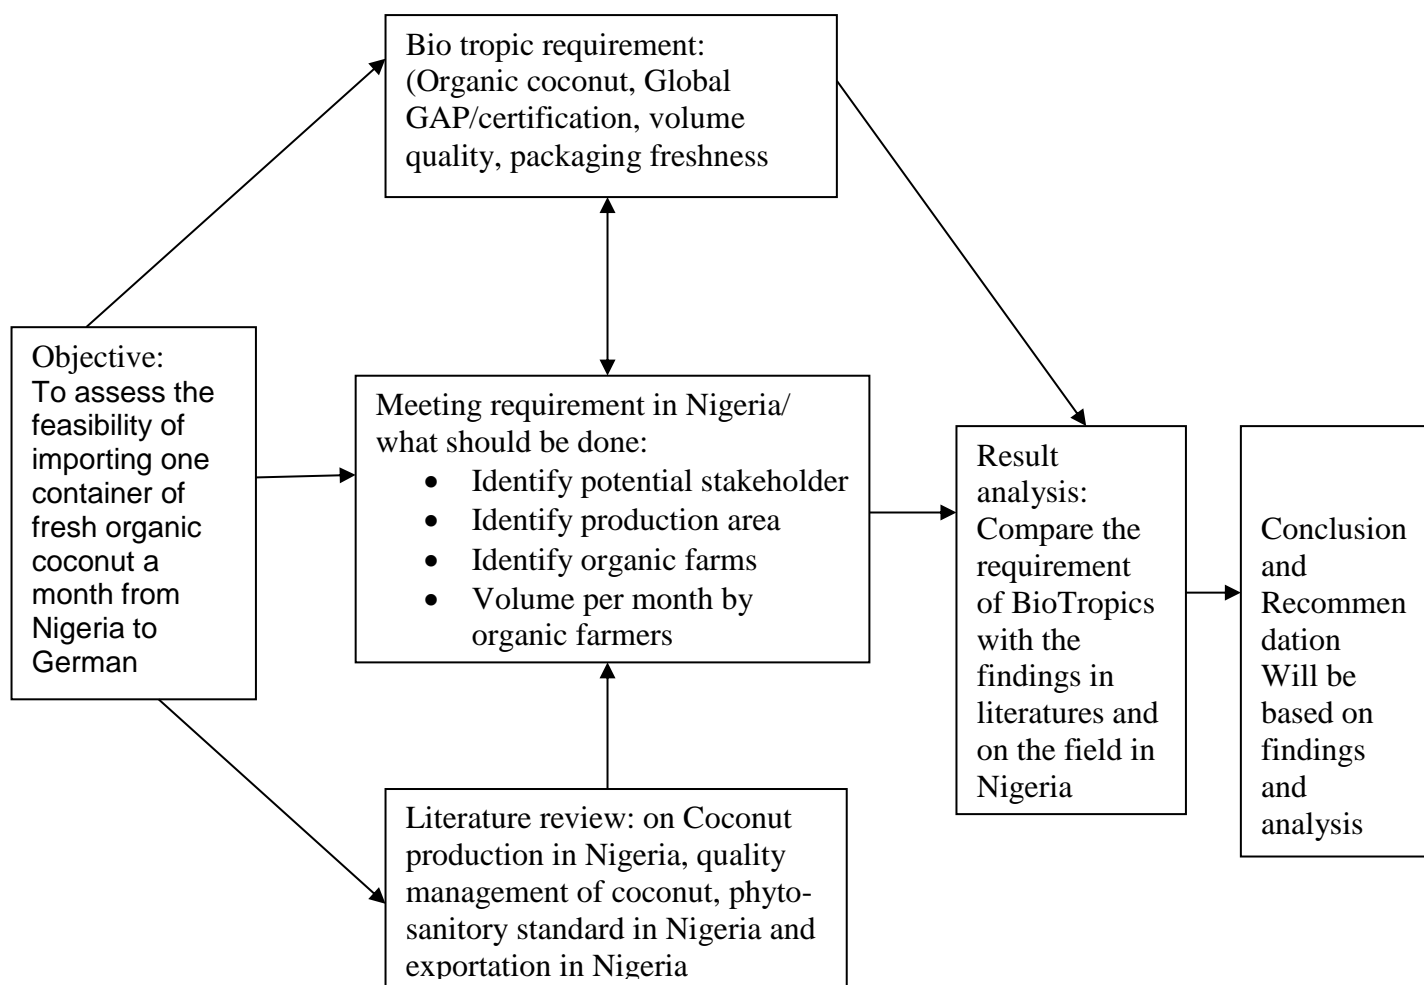 Bio tropic requirement:
(Organic coconut, Global
GAP/certification, volume
quality, packaging freshness
Objective:
To assess the
feasibility of
importing one
container of
fresh organic
coconut a
month from
Nigeria to
German
Meeting requirement in Nigeria/
what should be done:
• Identify potential stakeholder
• Identify production area
• Identify organic farms
• Volume per month by
organic farmers
Literature review: on Coconut
production in Nigeria, quality
management of coconut, phyto-
sanitory standard in Nigeria and
exportation in Nigeria
Result
analysis:
Compare the
requirement
of BioTropics
with the
findings in
literatures and
on the field in
Nigeria
Conclusion
and
Recommen
dation
Will be
based on
findings
and
analysis